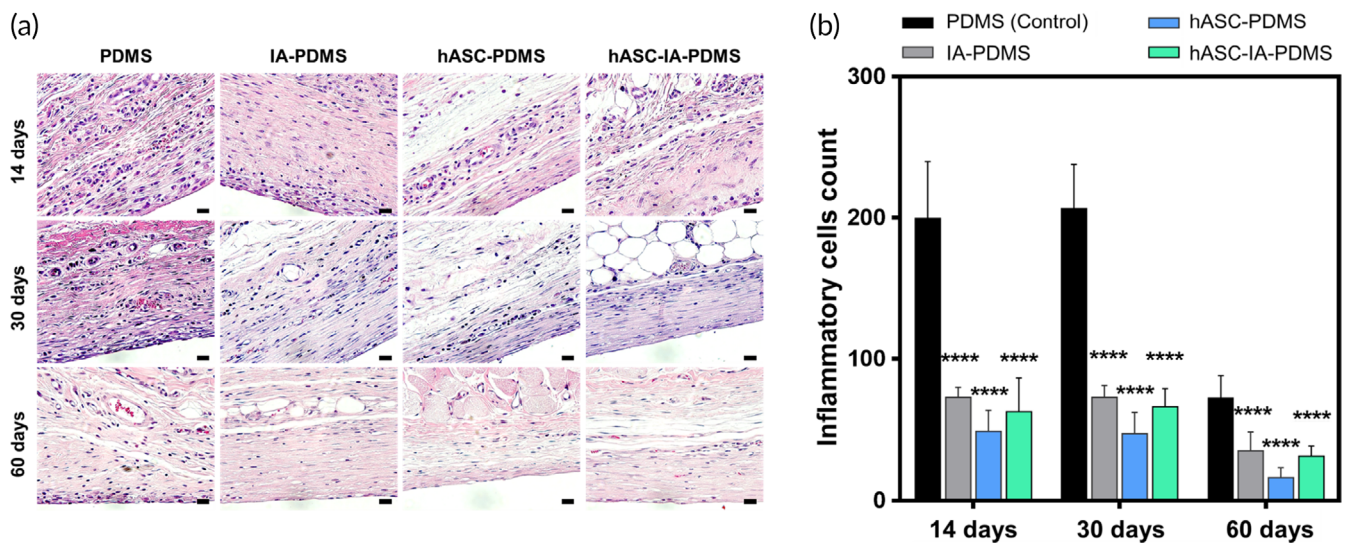 (a)
PDMS IA-PDMS hASC-PDMS hASC-IA-PDMS
14 days
30 days
60 days
(b)
PDMS (Control) hASC-PDMS
IA-PDMS hASC-IA-PDMS
Inflammatory cells count
300
200
100
0
**** **** ****
**** **** ****
**** **** ****
14 days 30 days 60 days